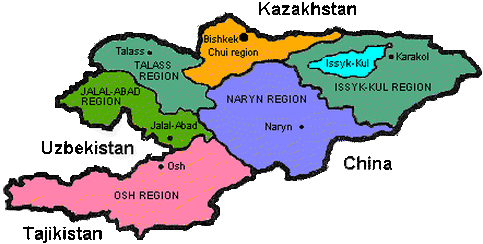 Kazakhstan
Bishkek
Chui region
Talass
TALASS
REGION
Issyk-Kul
Karakol
ISSYK-KUL REGION
JALAL-ABAD
REGION
NARYN REGION
Jalal-Abad
Naryn
Uzbekistan
China
Osh
OSH REGION
Tajikistan